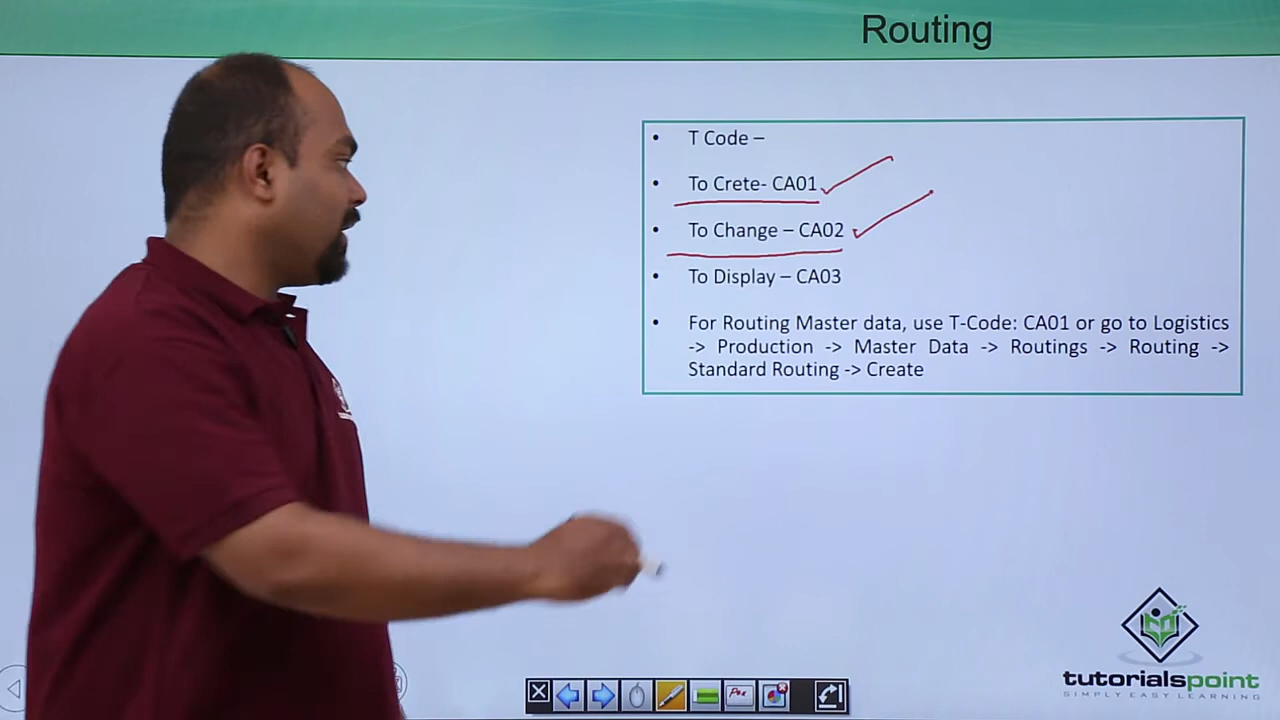 Routing
• T Code –
• To Crete- CA01
• To Change – CA02
• To Display – CA03
• For Routing Master data, use T-Code: CA01 or go to Logistics
-> Production -> Master Data -> Routings -> Routing ->
Standard Routing -> Create
Pen
tutorialspoint
SIMPLY EASY LEARNING